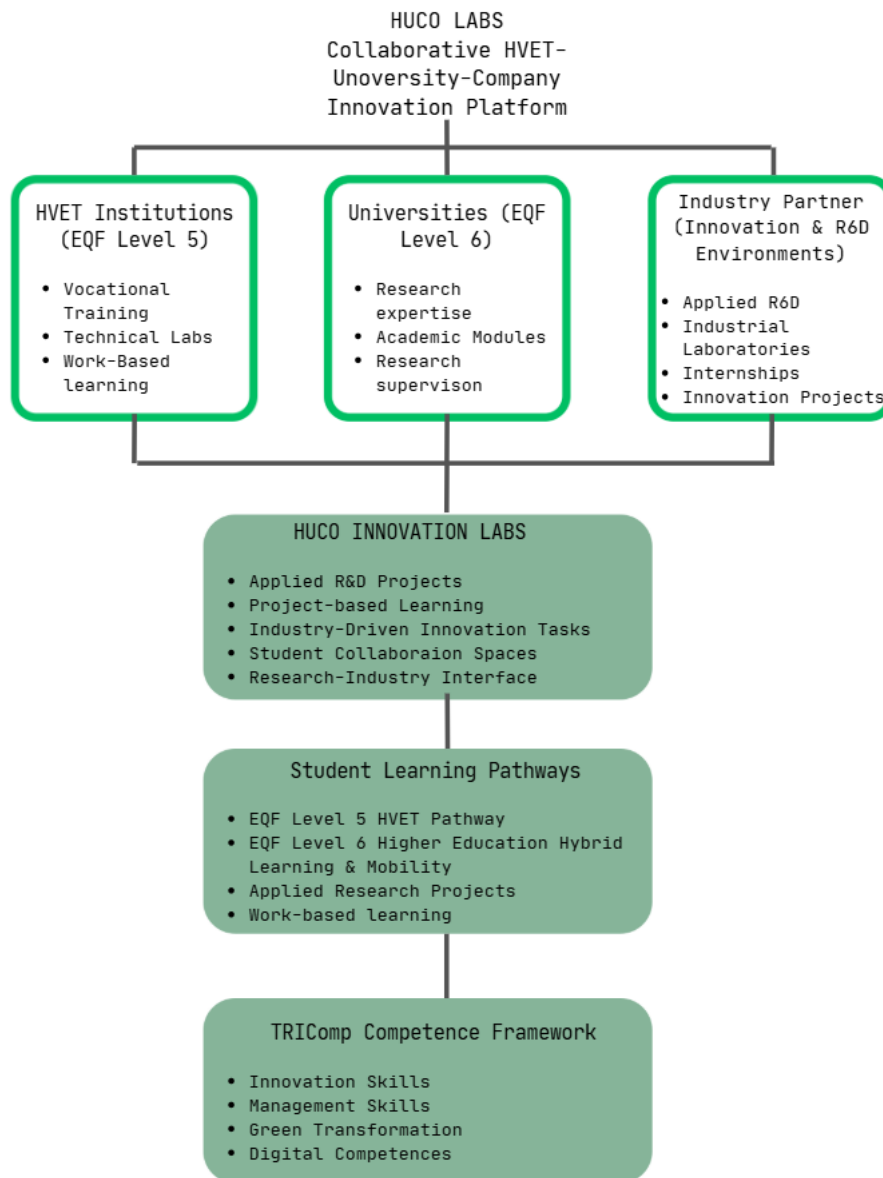 HUCO LABS
Collaborative HVET-
Unoversity-Company
Innovation Platform
HVET Institutions
(EQF Level 5)
• Vocational
Training
• Technical Labs
• Work-Based
learning
Universities (EQF
Level 6)
• Research
expertise
• Academic Modules
• Research
supervison
Industry Partner
(Innovation & R6D
Environments)
• Applied R6D
• Industrial
Laboratories
• Internships
• Innovation Projects
HUCO INNOVATION LABS
• Applied R&D Projects
• Project-based Learning
• Industry-Driven Innovation Tasks
• Student Collaboraion Spaces
• Research-Industry Interface
Student Learning Pathways
• EQF Level 5 HVET Pathway
• EQF Level 6 Higher Education Hybrid
Learning & Mobility
• Applied Research Projects
• Work-based learning
TRIComp Competence Framework
• Innovation Skills
• Management Skills
• Green Transformation
• Digital Competences